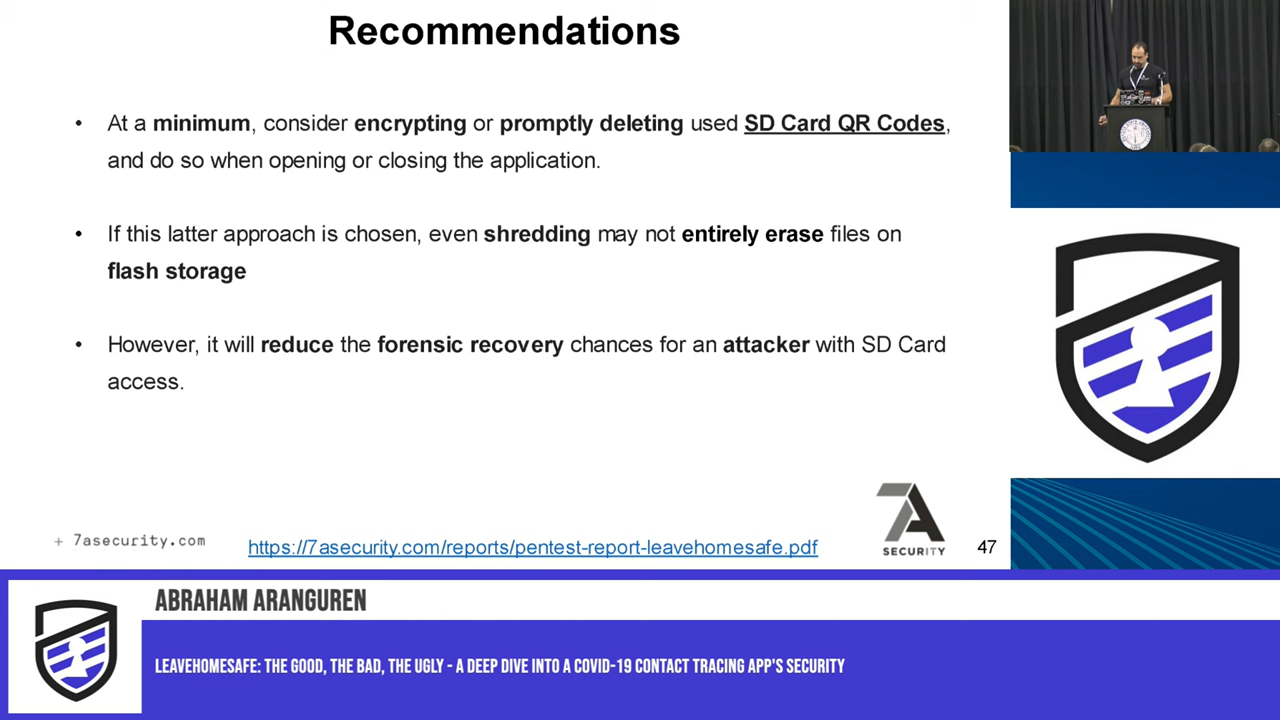 Recommendations
• At a minimum, consider encrypting or promptly deleting used SD Card QR Codes,
and do so when opening or closing the application.
• If this latter approach is chosen, even shredding may not entirely erase files on
flash storage
• However, it will reduce the forensic recovery chances for an attacker with SD Card
access.
7A
SECURITY
+ 7asecurity.com
https://7asecurity.com/reports/pentest-report-leavehomesafe.pdf
47
ABRAHAM ARANGUREN
LEAVEHOMESAFE: THE GOOD, THE BAD, THE UGLY - A DEEP DIVE INTO A COVID-19 CONTACT TRACING APP'S SECURITY